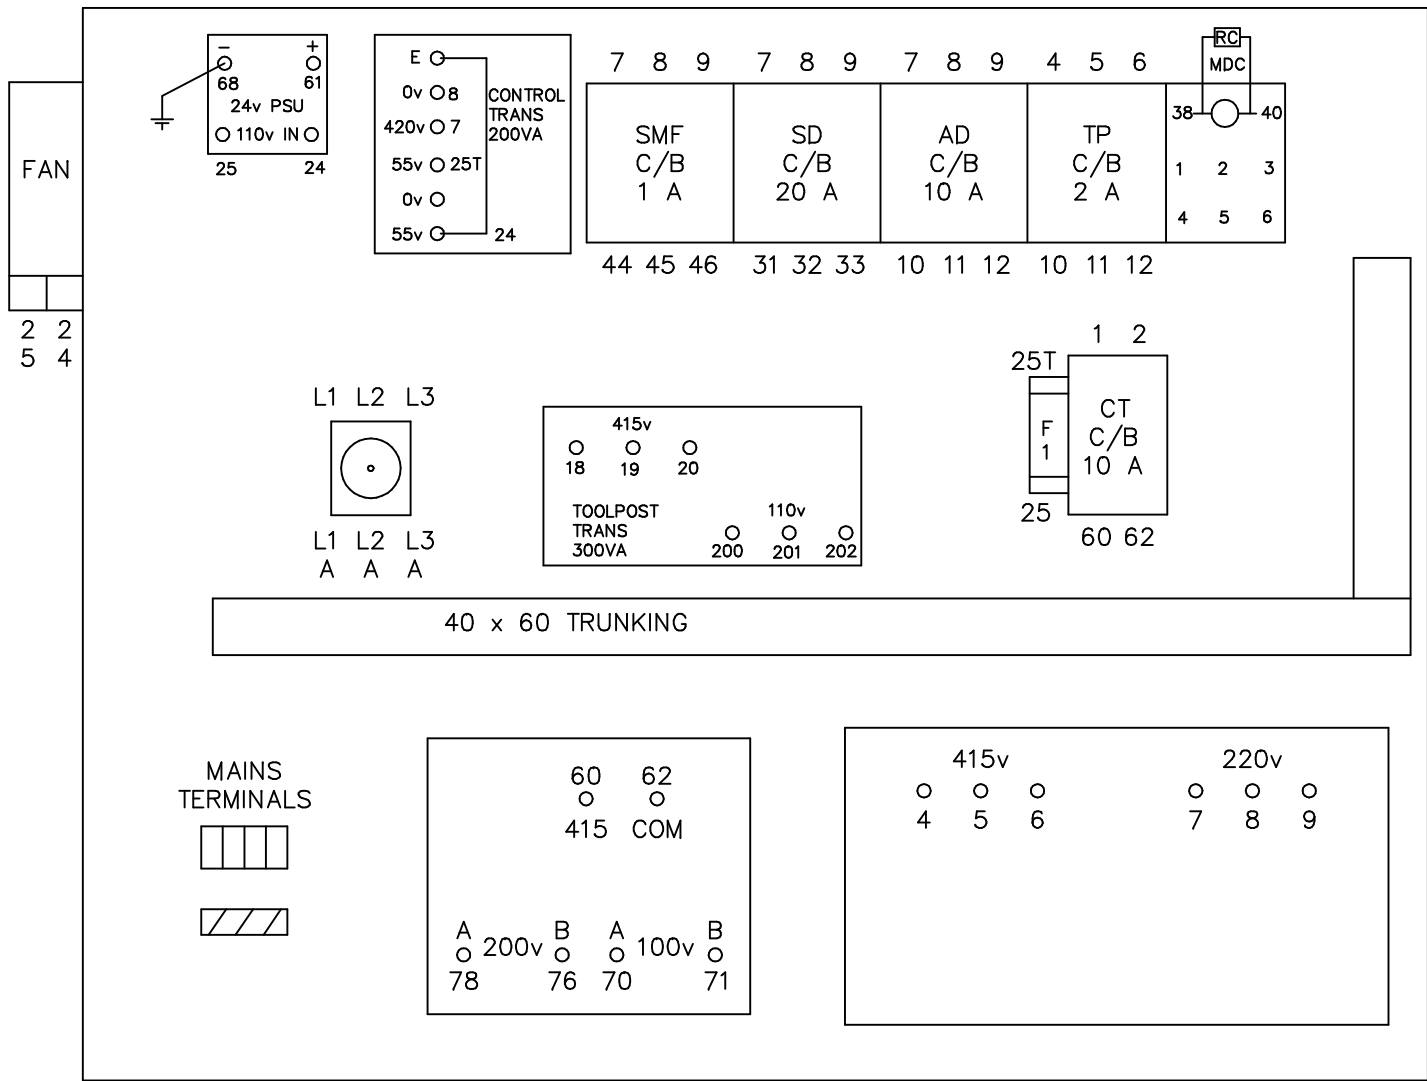 RC
MDC
38 40
1 2 3
4 5 6
- +
68 61
24v PSU
110v IN
25 24
E
0v 8
420v 7
55v 25T
0v
55v 24
CONTROL
TRANS
200VA
7 8 9
SMF
C/B
1 A
44 45 46
7 8 9
SD
C/B
20 A
31 32 33
7 8 9
AD
C/B
10 A
10 11 12
4 5 6
TP
C/B
2 A
10 11 12
FAN
2 2
5 4
L1 L2 L3
L1 L2 L3
A A A
415v
18 19 20
TOOLPOST
TRANS
300VA
110v
200 201 202
25T
F
1
25
1 2
CT
C/B
10 A
60 62
40 x 60 TRUNKING
MAINS
TERMINALS
60 62
415 COM
A 200v B A 100v B
78 76 70 71
415v 220v
4 5 6 7 8 9